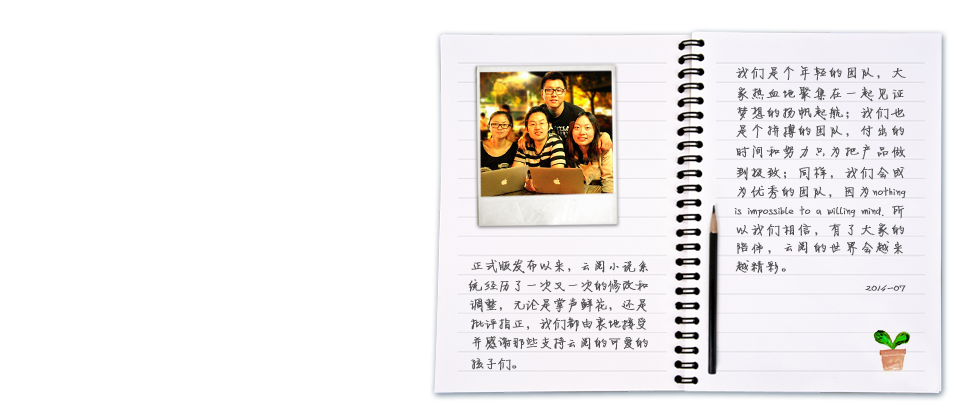 正式版发布以来，云阅小说系
统经历了一次又一次的修改和
调整，无论是掌声鲜花，还是
批评指正，我们都由衷地接受
并感谢那些支持云阅的可爱的
孩子们。
我们是个年轻的团队，大
家热血地聚集在一起见证
梦想的扬帆起航；我们也
是个拼搏的团队，付出的
时间和努力只为把产品做
到极致；同样，我们会成
为优秀的团队，因为nothing
is impossible to a willing mind. 所
以我们相信，有了大家的
陪伴，云阅的世界会越来
越精彩。
2014-07